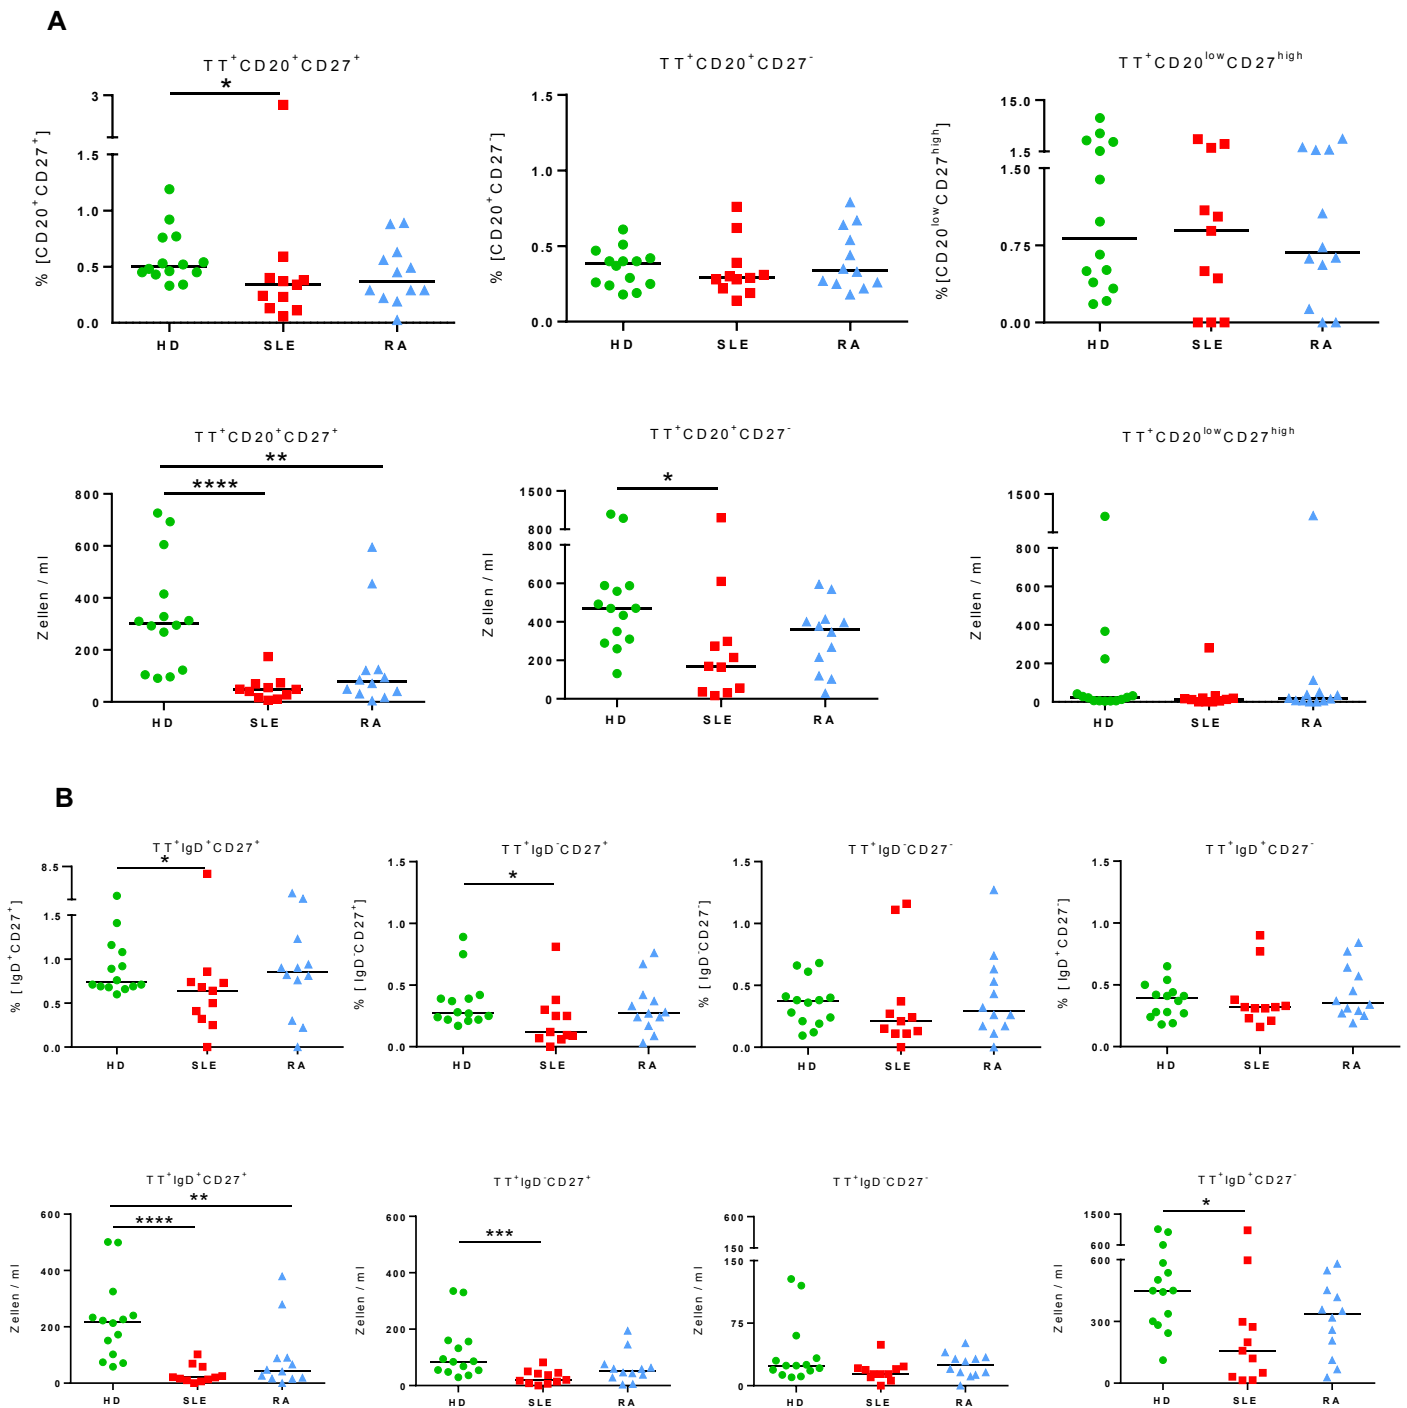 A
TT⁺CD20⁺CD27⁺
TT⁺CD20⁺CD27⁻
TT⁺CD20ˡᵒʷCD27ʰⁱᵍʰ
*
% [CD20⁺CD27⁺]
3
1.5
1.0
0.5
0.0
HD SLE RA
% [CD20⁺CD27⁻]
1.5
1.0
0.5
0.0
HD SLE RA
% [CD20ˡᵒʷCD27ʰⁱᵍʰ]
15.0
1.5
1.50
0.75
0.00
HD SLE RA
TT⁺CD20⁺CD27⁺
TT⁺CD20⁺CD27⁻
TT⁺CD20ˡᵒʷCD27ʰⁱᵍʰ
**
****
Zellen / ml
800
600
400
200
0
HD SLE RA
*
Zellen / ml
1500
800
800
600
400
200
0
HD SLE RA
Zellen / ml
1500
800
400
200
0
HD SLE RA
B
TT⁺IgD⁺CD27⁺
TT⁺IgD⁻CD27⁺
TT⁺IgD⁻CD27⁻
TT⁺IgD⁺CD27⁻
*
% [IgD⁺CD27⁺]
8.5
1.5
1.0
0.5
0.0
HD SLE RA
*
% [IgD⁻CD27⁺]
1.5
1.0
0.5
0.0
HD SLE RA
% [IgD⁻CD27⁻]
1.5
1.0
0.5
0.0
HD SLE RA
% [IgD⁺CD27⁻]
1.5
1.0
0.5
0.0
HD SLE RA
TT⁺IgD⁺CD27⁺
TT⁺IgD⁻CD27⁺
TT⁺IgD⁻CD27⁻
TT⁺IgD⁺CD27⁻
**
****
Zellen / ml
600
400
200
0
HD SLE RA
***
Zellen / ml
600
400
200
0
HD SLE RA
Zellen / ml
600
150
150
75
0
HD SLE RA
*
Zellen / ml
1500
600
600
300
0
HD SLE RA